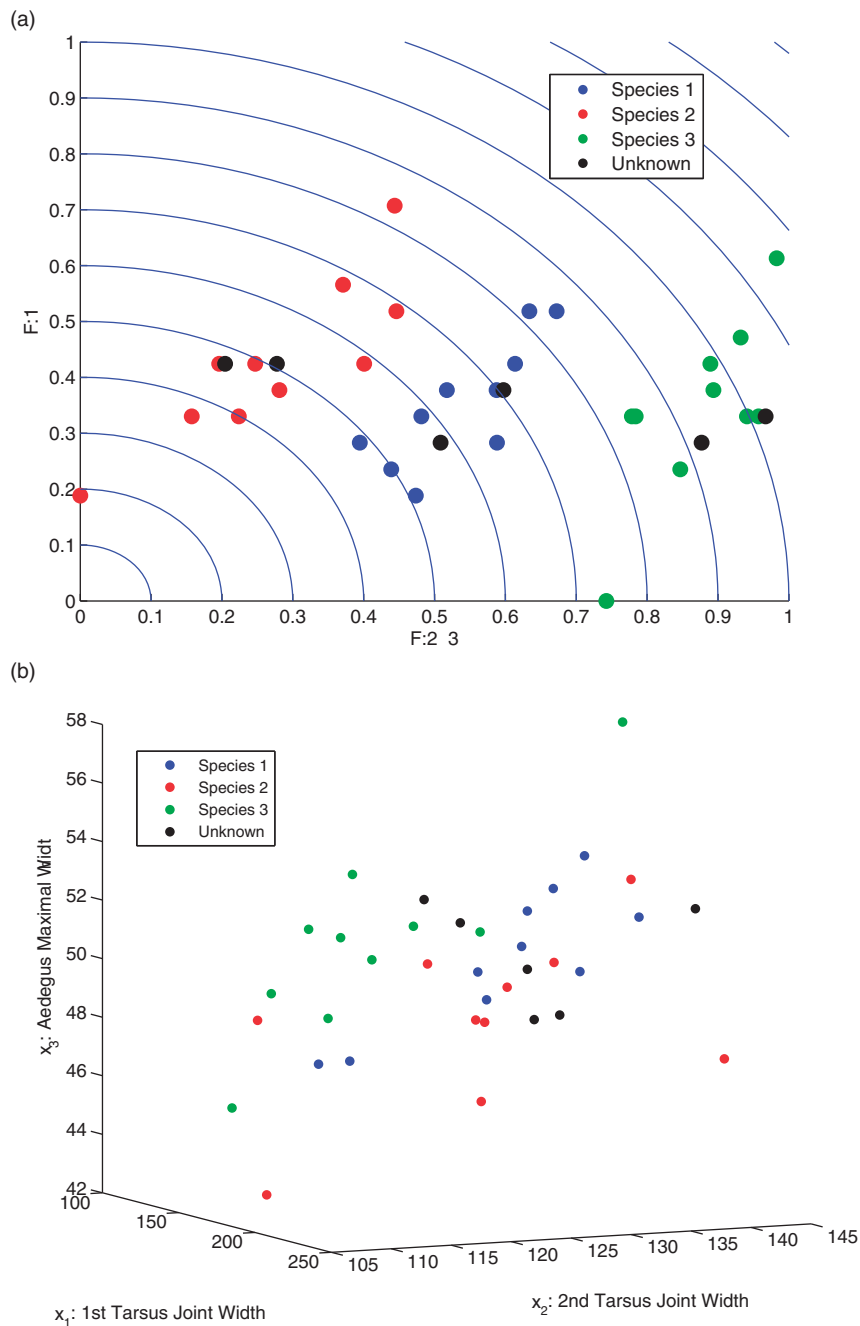 (a)
1
0.9
0.8
0.7
0.6
0.5
0.4
0.3
0.2
0.1
0
F:1
Species 1
Species 2
Species 3
Unknown
0 0.1 0.2 0.3 0.4 0.5 0.6 0.7 0.8 0.9 1
F:2 3
(b)
58
56
54
52
50
48
46
44
42
x3: Aedegus Maximal Widt
Species 1
Species 2
Species 3
Unknown
100 150 200 250
105 110 115 120 125 130 135 140 145
x1: 1st Tarsus Joint Width
x2: 2nd Tarsus Joint Width